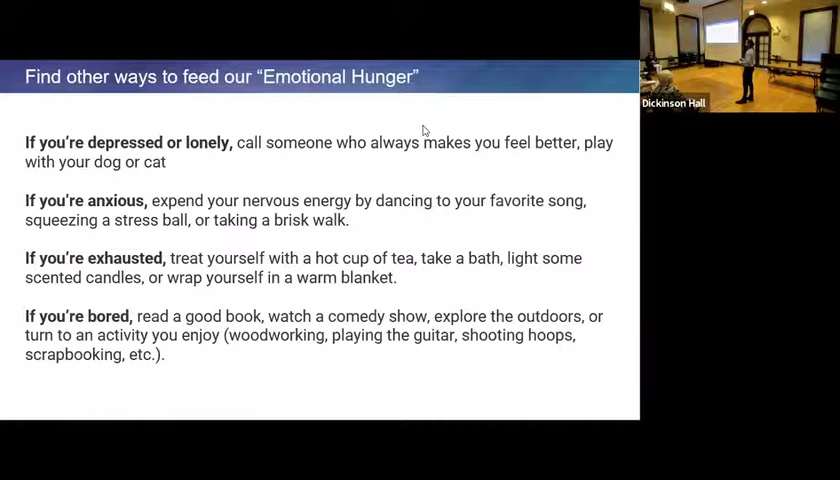 Find other ways to feed our “Emotional Hunger”
If you’re depressed or lonely, call someone who always makes you feel better, play
with your dog or cat
If you’re anxious, expend your nervous energy by dancing to your favorite song,
squeezing a stress ball, or taking a brisk walk.
If you’re exhausted, treat yourself with a hot cup of tea, take a bath, light some
scented candles, or wrap yourself in a warm blanket.
If you’re bored, read a good book, watch a comedy show, explore the outdoors, or
turn to an activity you enjoy (woodworking, playing the guitar, shooting hoops,
scrapbooking, etc.).
Dickinson Hall